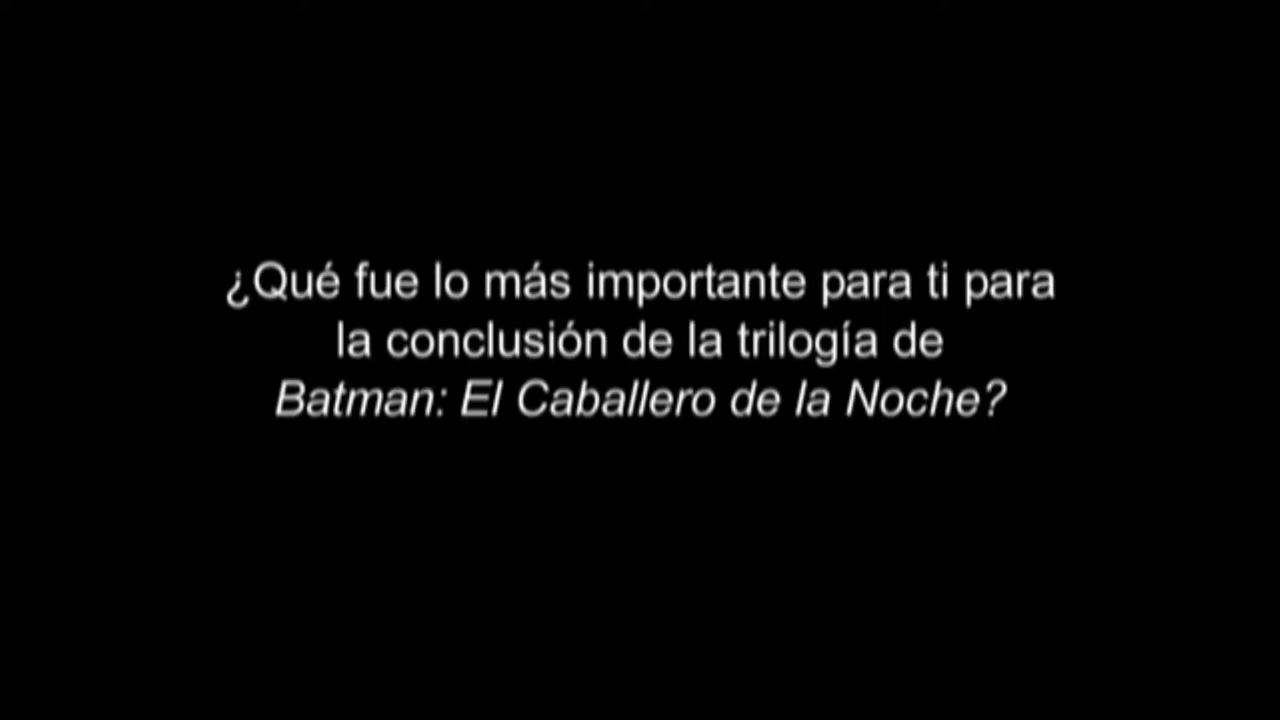 ¿Qué fue lo más importante para ti para
la conclusión de la trilogía de
Batman: El Caballero de la Noche?